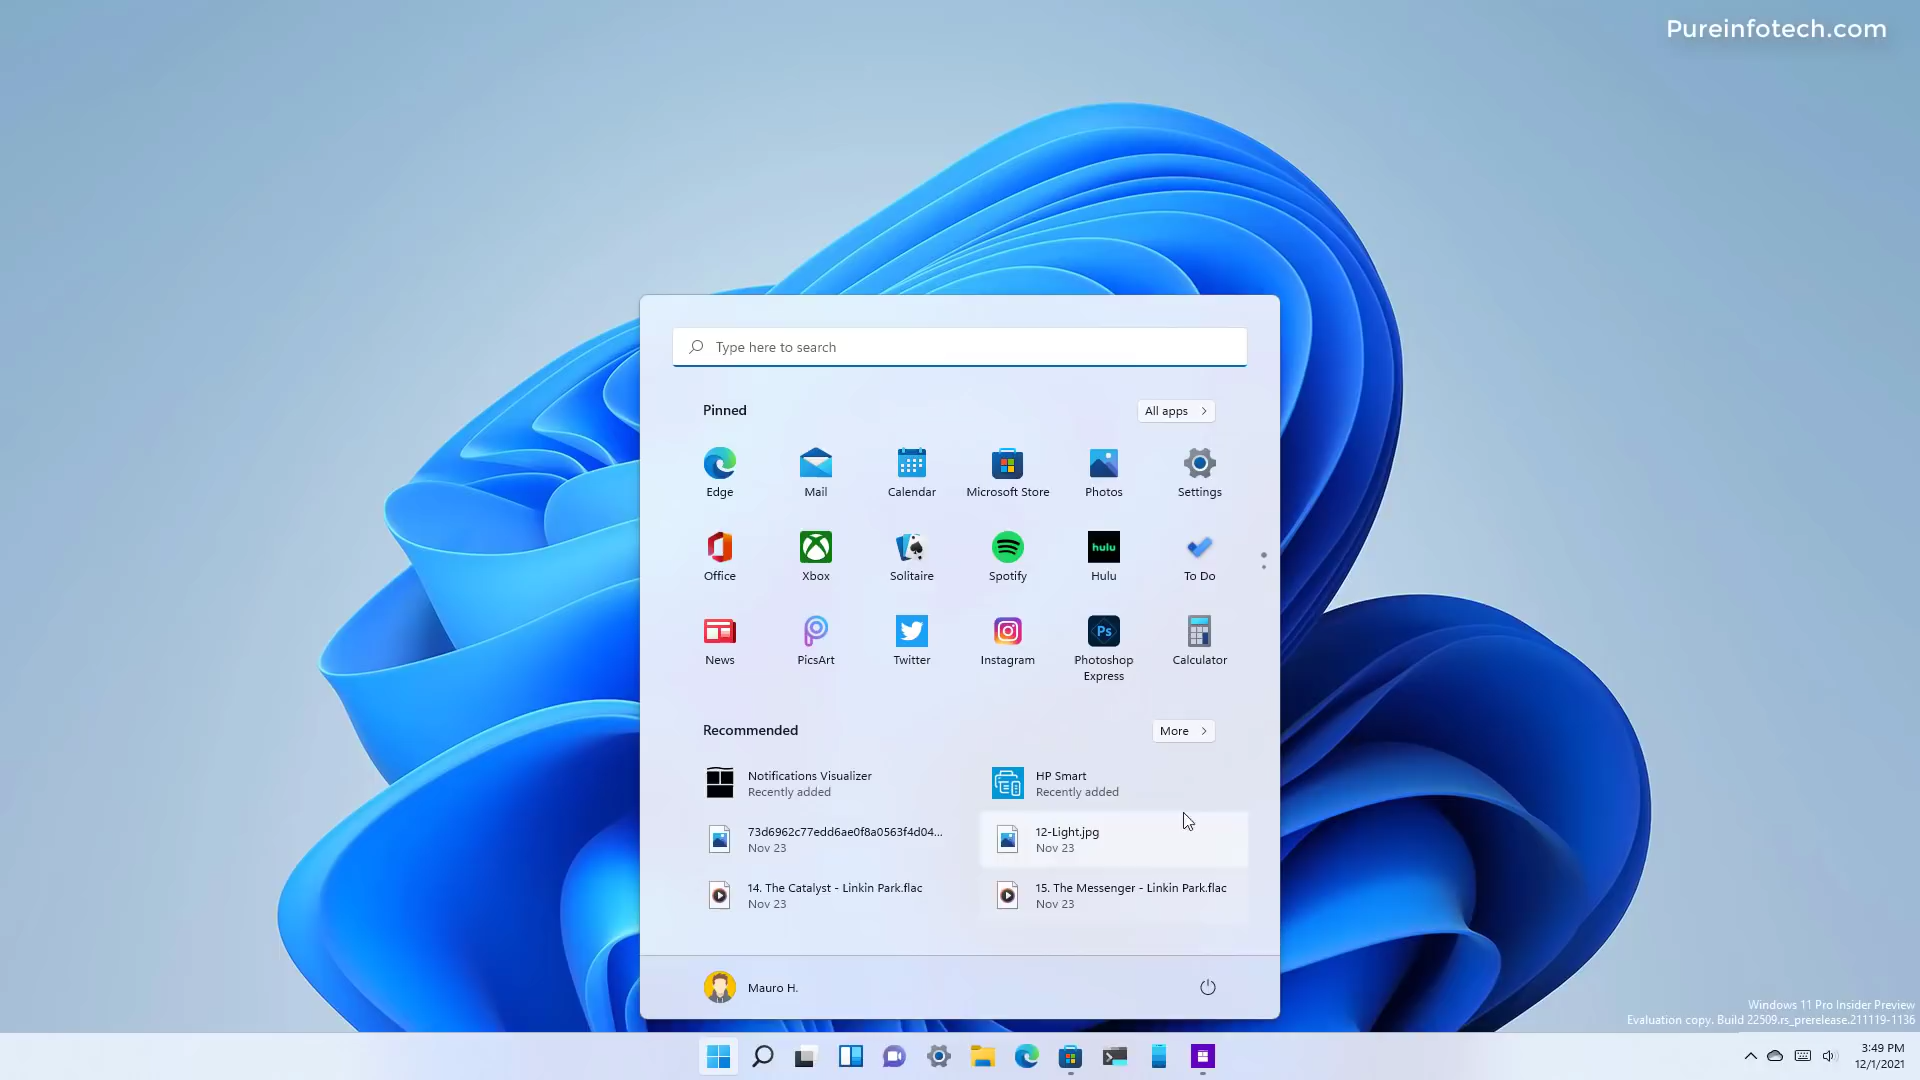 Pureinfotech.com
Type here to search
Pinned
All apps
Edge
Mail
Calendar
Microsoft Store
Photos
Settings
Office
Xbox
Solitaire
Spotify
hulu
Hulu
To Do
News
PicsArt
Twitter
Instagram
Ps
Photoshop
Express
Calculator
Recommended
More
Notifications Visualizer
Recently added
HP Smart
Recently added
73d6962c77edd6ae0f8a0563f4d04...
Nov 23
12-Light.jpg
Nov 23
14. The Catalyst - Linkin Park.flac
Nov 23
15. The Messenger - Linkin Park.flac
Nov 23
Mauro H.
Windows 11 Pro Insider Preview
Evaluation copy. Build 22509.rs_prerelease.211119-1136
3:49 PM
12/1/2021